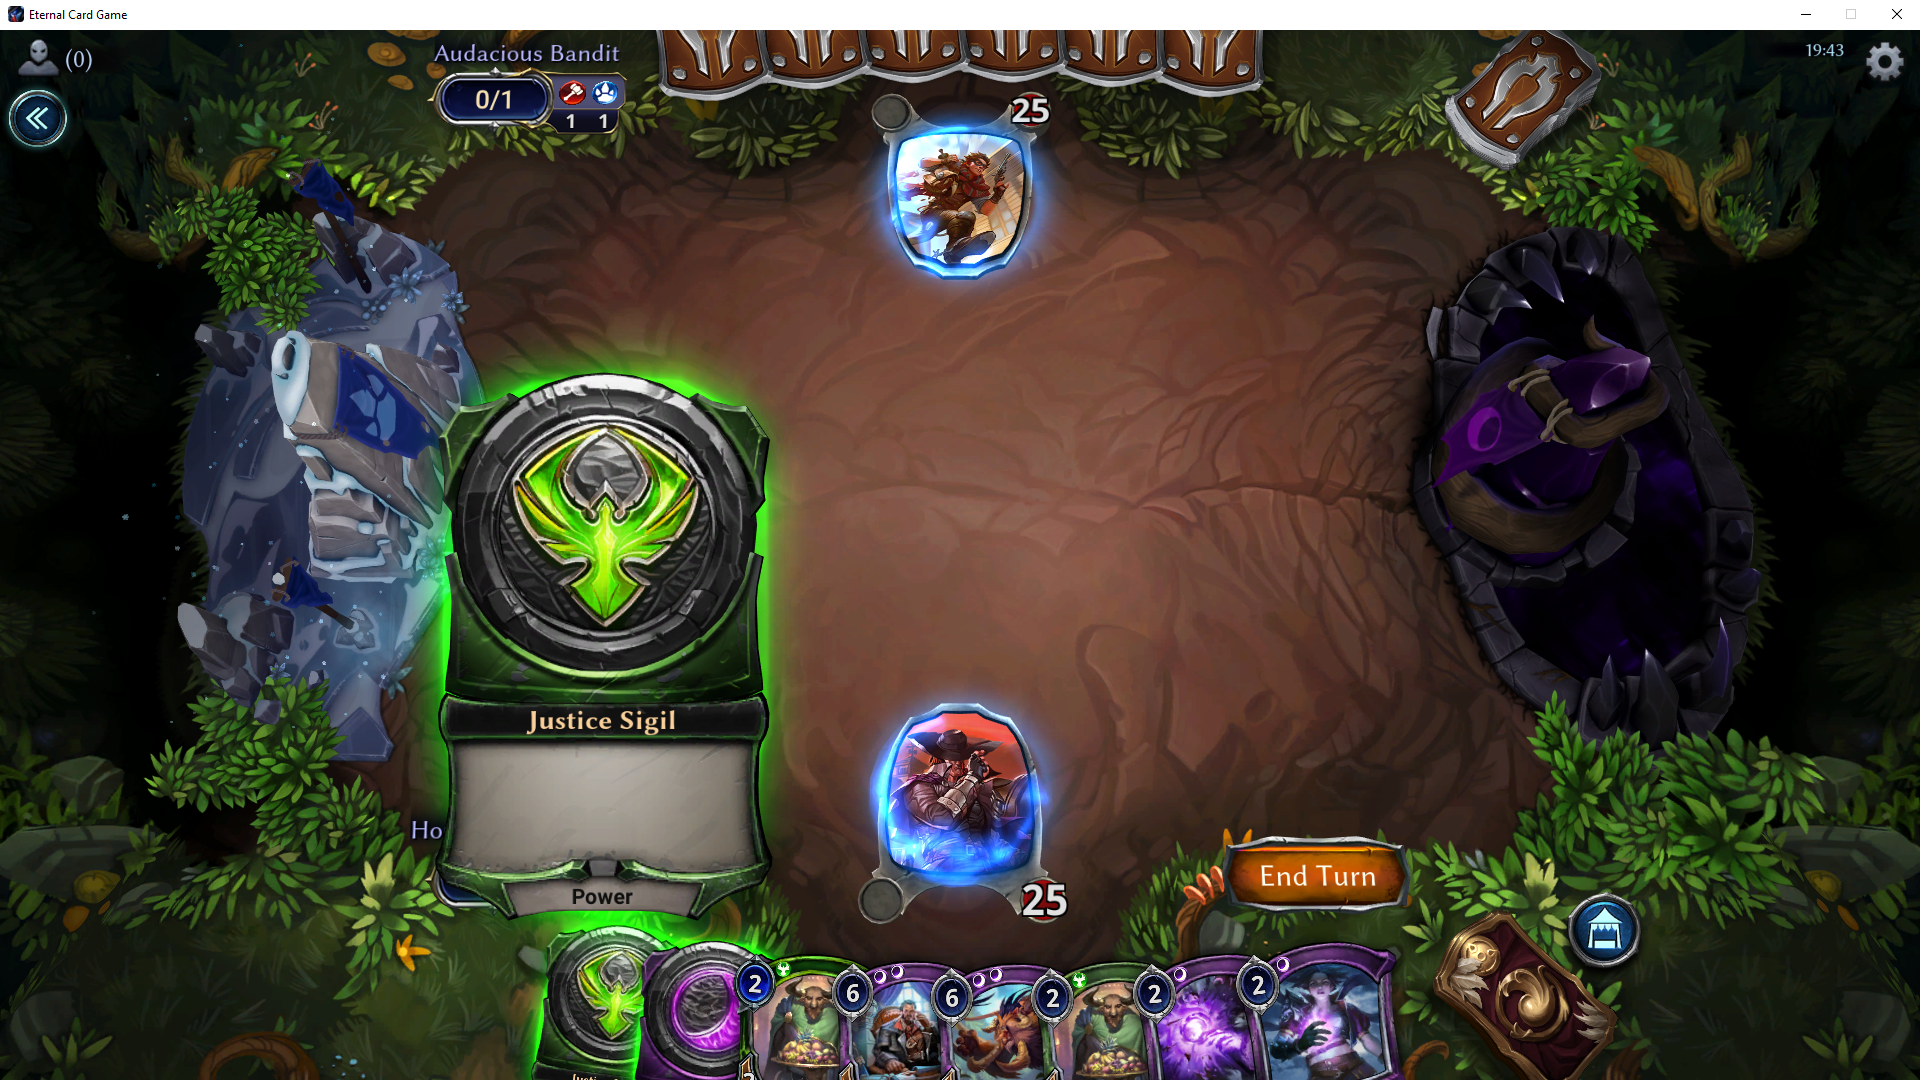 Eternal Card Game
(0)
Audacious Bandit
0/1
1 1
19:43
25
Justice Sigil
Ho
Power
25
End Turn
2
6
6
2
2
2